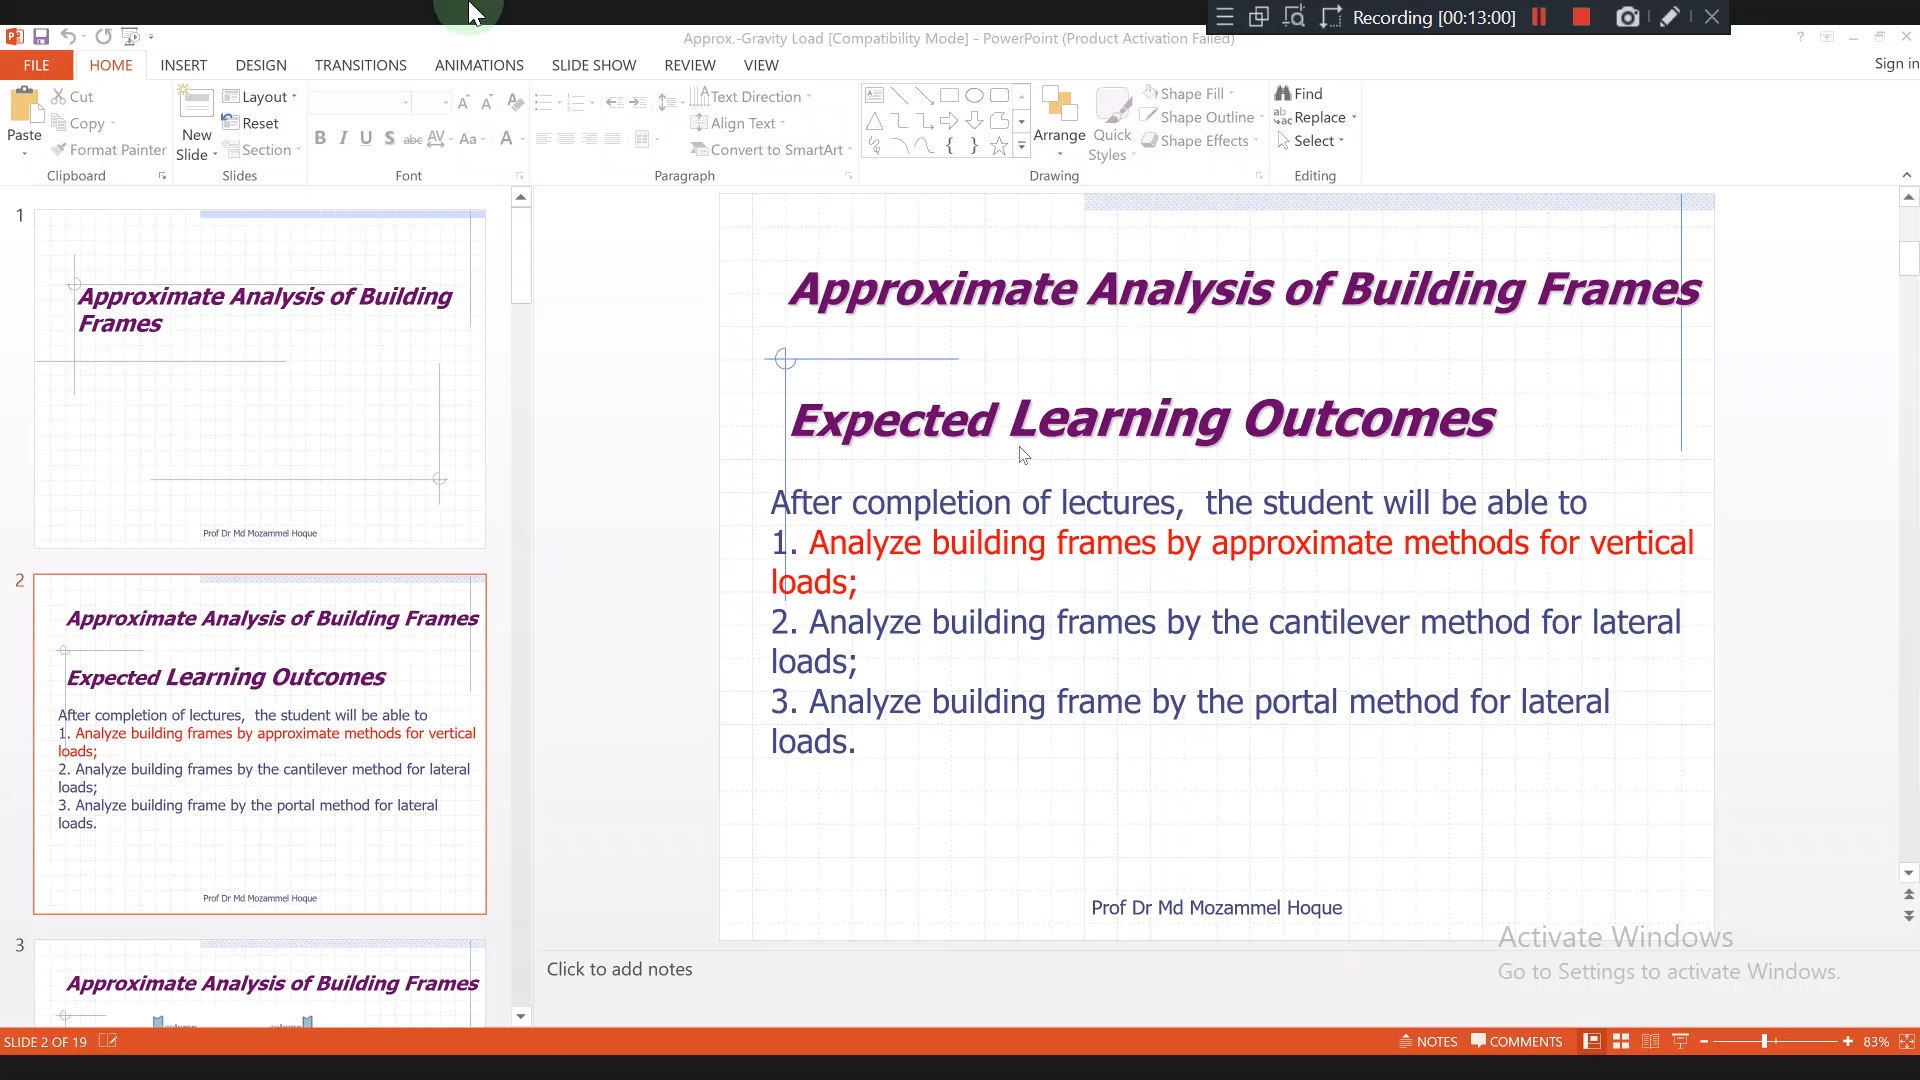 Recording [00:13:00]
Approx.-Gravity Load [Compatibility Mode] - PowerPoint (Product Activation Failed)
FILE
HOME
INSERT
DESIGN
TRANSITIONS
ANIMATIONS
SLIDE SHOW
REVIEW
VIEW
Sign in
Paste
Cut
Copy
Format Painter
Clipboard
New
Slide
Layout
Reset
Section
Slides
B I U S abc AV Aa A
Font
Text Direction
Align Text
Convert to SmartArt
Paragraph
Arrange
Quick
Styles
Shape Fill
Shape Outline
Shape Effects
Drawing
Find
Replace
Select
Editing
1
Approximate Analysis of Building
Frames
Prof Dr Md Mozammel Hoque
2
Approximate Analysis of Building Frames
Expected Learning Outcomes
After completion of lectures,  the student will be able to
1. Analyze building frames by approximate methods for vertical
loads;
2. Analyze building frames by the cantilever method for lateral
loads;
3. Analyze building frame by the portal method for lateral
loads.
Prof Dr Md Mozammel Hoque
3
Approximate Analysis of Building Frames
Approximate Analysis of Building Frames
Expected Learning Outcomes
After completion of lectures,  the student will be able to
1. Analyze building frames by approximate methods for vertical
loads;
2. Analyze building frames by the cantilever method for lateral
loads;
3. Analyze building frame by the portal method for lateral
loads.
Prof Dr Md Mozammel Hoque
Activate Windows
Go to Settings to activate Windows.
Click to add notes
SLIDE 2 OF 19
NOTES
COMMENTS
83%